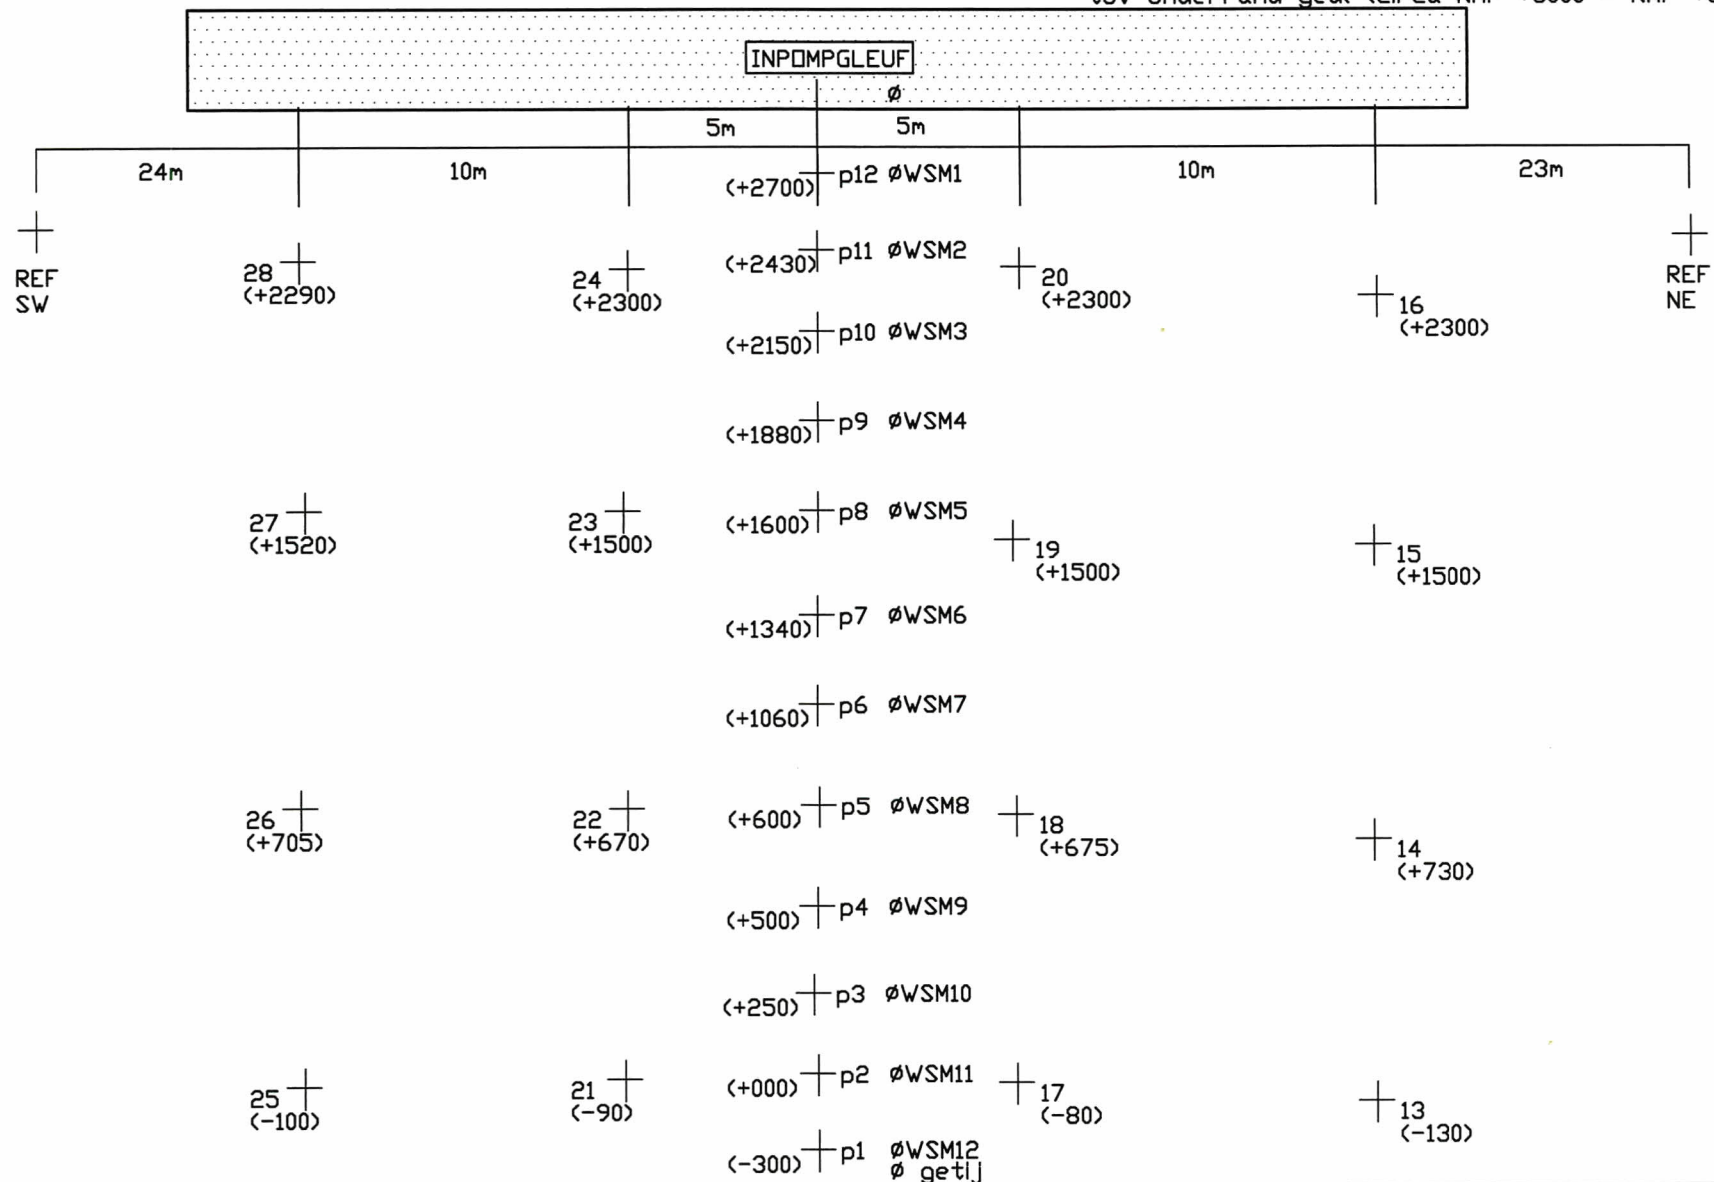 INPOMPGLEUF
Ø
5m 5m
24m 10m 10m 23m
(+2700) p12 ØWSM1
REF SW
28 (+2290)
24 (+2300)
(+2430) p11 ØWSM2
20 (+2300)
16 (+2300)
REF NE
(+2150) p10 ØWSM3
(+1880) p9 ØWSM4
27 (+1520)
23 (+1500)
(+1600) p8 ØWSM5
19 (+1500)
15 (+1500)
(+1340) p7 ØWSM6
(+1060) p6 ØWSM7
26 (+705)
22 (+670)
(+600) p5 ØWSM8
18 (+675)
14 (+730)
(+500) p4 ØWSM9
(+250) p3 ØWSM10
25 (-100)
21 (-90)
(+000) p2 ØWSM11
17 (-80)
13 (-130)
(-300) p1 ØWSM12
Ø getij